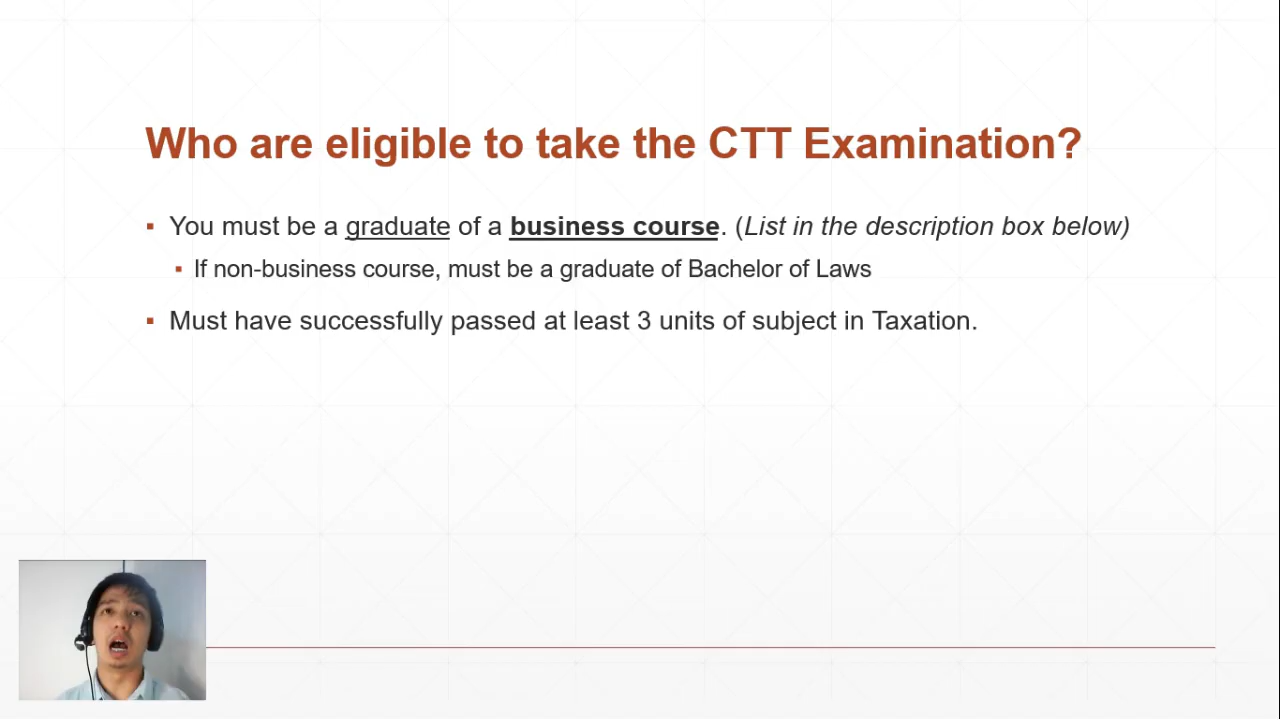 Who are eligible to take the CTT Examination?
▪ You must be a graduate of a business course. (List in the description box below)
▪ If non-business course, must be a graduate of Bachelor of Laws
▪ Must have successfully passed at least 3 units of subject in Taxation.